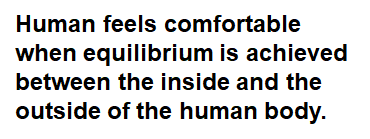 Human feels comfortable
when equilibrium is achieved
between the inside and the
outside of the human body.